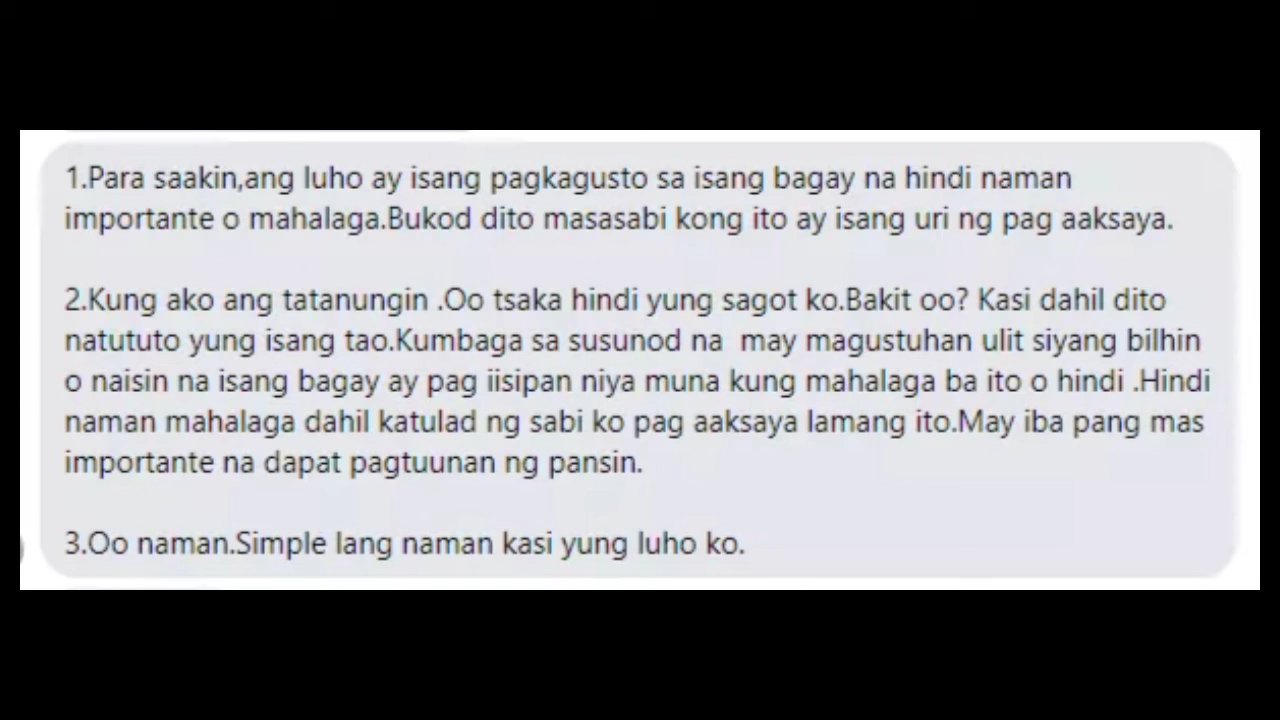 1.Para saakin,ang luho ay isang pagkagusto sa isang bagay na hindi naman
importante o mahalaga.Bukod dito masasabi kong ito ay isang uri ng pag aaksaya.
2.Kung ako ang tatanungin .Oo tsaka hindi yung sagot ko.Bakit oo? Kasi dahil dito
natututo yung isang tao.Kumbaga sa susunod na  may magustuhan ulit siyang bilhin
o naisin na isang bagay ay pag iisipan niya muna kung mahalaga ba ito o hindi .Hindi
naman mahalaga dahil katulad ng sabi ko pag aaksaya lamang ito.May iba pang mas
importante na dapat pagtuunan ng pansin.
3.Oo naman.Simple lang naman kasi yung luho ko.